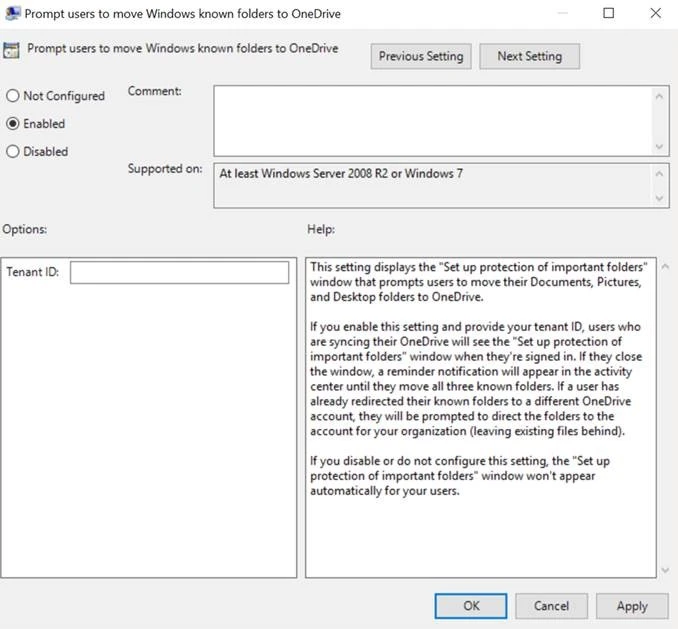 Prompt users to move Windows known folders to OneDrive
Prompt users to move Windows known folders to OneDrive
Previous Setting
Next Setting
Not Configured
Enabled
Disabled
Comment:
Supported on:
At least Windows Server 2008 R2 or Windows 7
Options:
Help:
Tenant ID:
This setting displays the "Set up protection of important folders"
window that prompts users to move their Documents, Pictures,
and Desktop folders to OneDrive.
If you enable this setting and provide your tenant ID, users who
are syncing their OneDrive will see the "Set up protection of
important folders" window when they're signed in. If they close
the window, a reminder notification will appear in the activity
center until they move all three known folders. If a user has
already redirected their known folders to a different OneDrive
account, they will be prompted to direct the folders to the
account for your organization (leaving existing files behind).
If you disable or do not configure this setting, the "Set up
protection of important folders" window won't appear
automatically for your users.
OK
Cancel
Apply